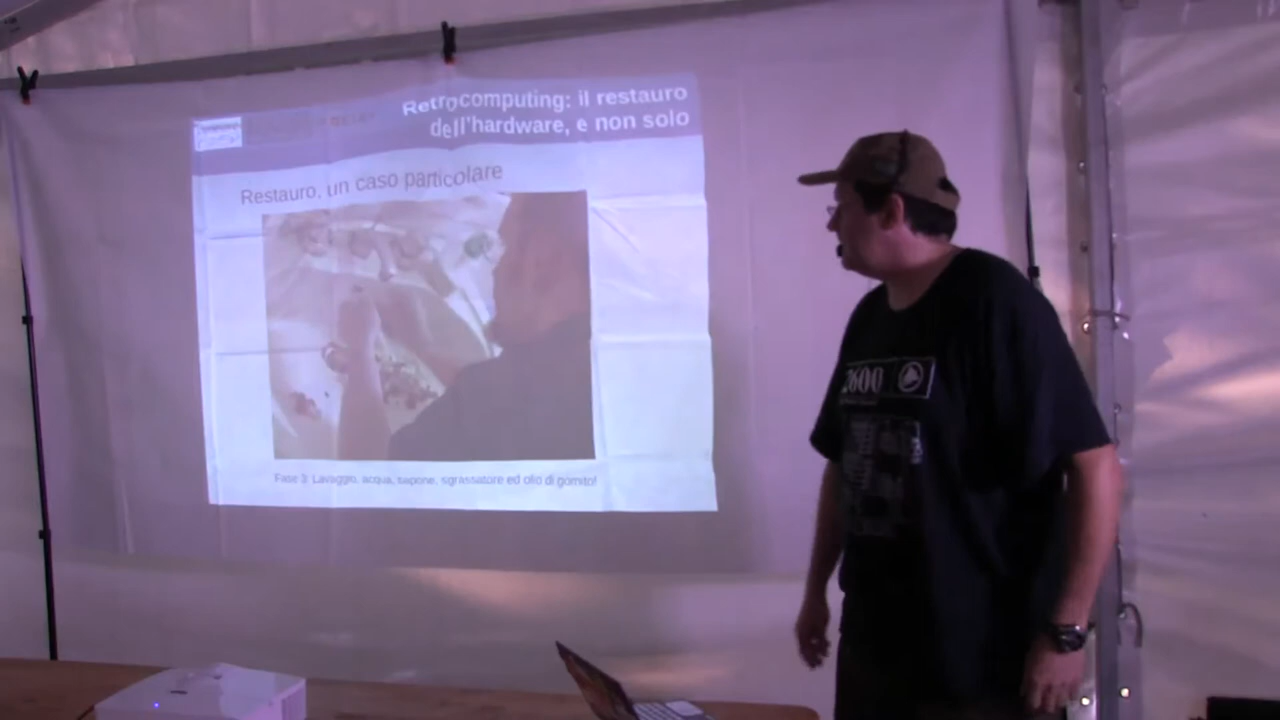 Retrocomputing: il restauro
dell'hardware, e non solo
Restauro, un caso particolare
Fase 3: Lavaggio, acqua, sapone, sgrassatore ed olio di gomito!
2600